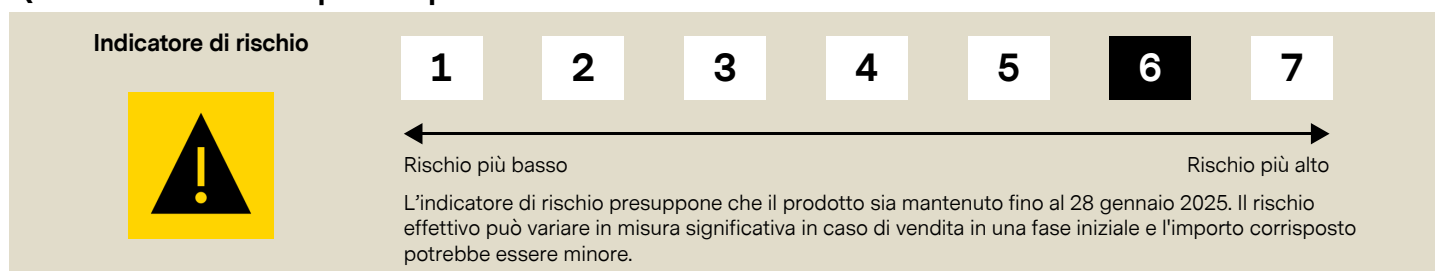 Indicatore di rischio
1 2 3 4 5 6 7
Rischio più basso Rischio più alto
L'indicatore di rischio presuppone che il prodotto sia mantenuto fino al 28 gennaio 2025. Il rischio
effettivo può variare in misura significativa in caso di vendita in una fase iniziale e l'importo corrisposto
potrebbe essere minore.